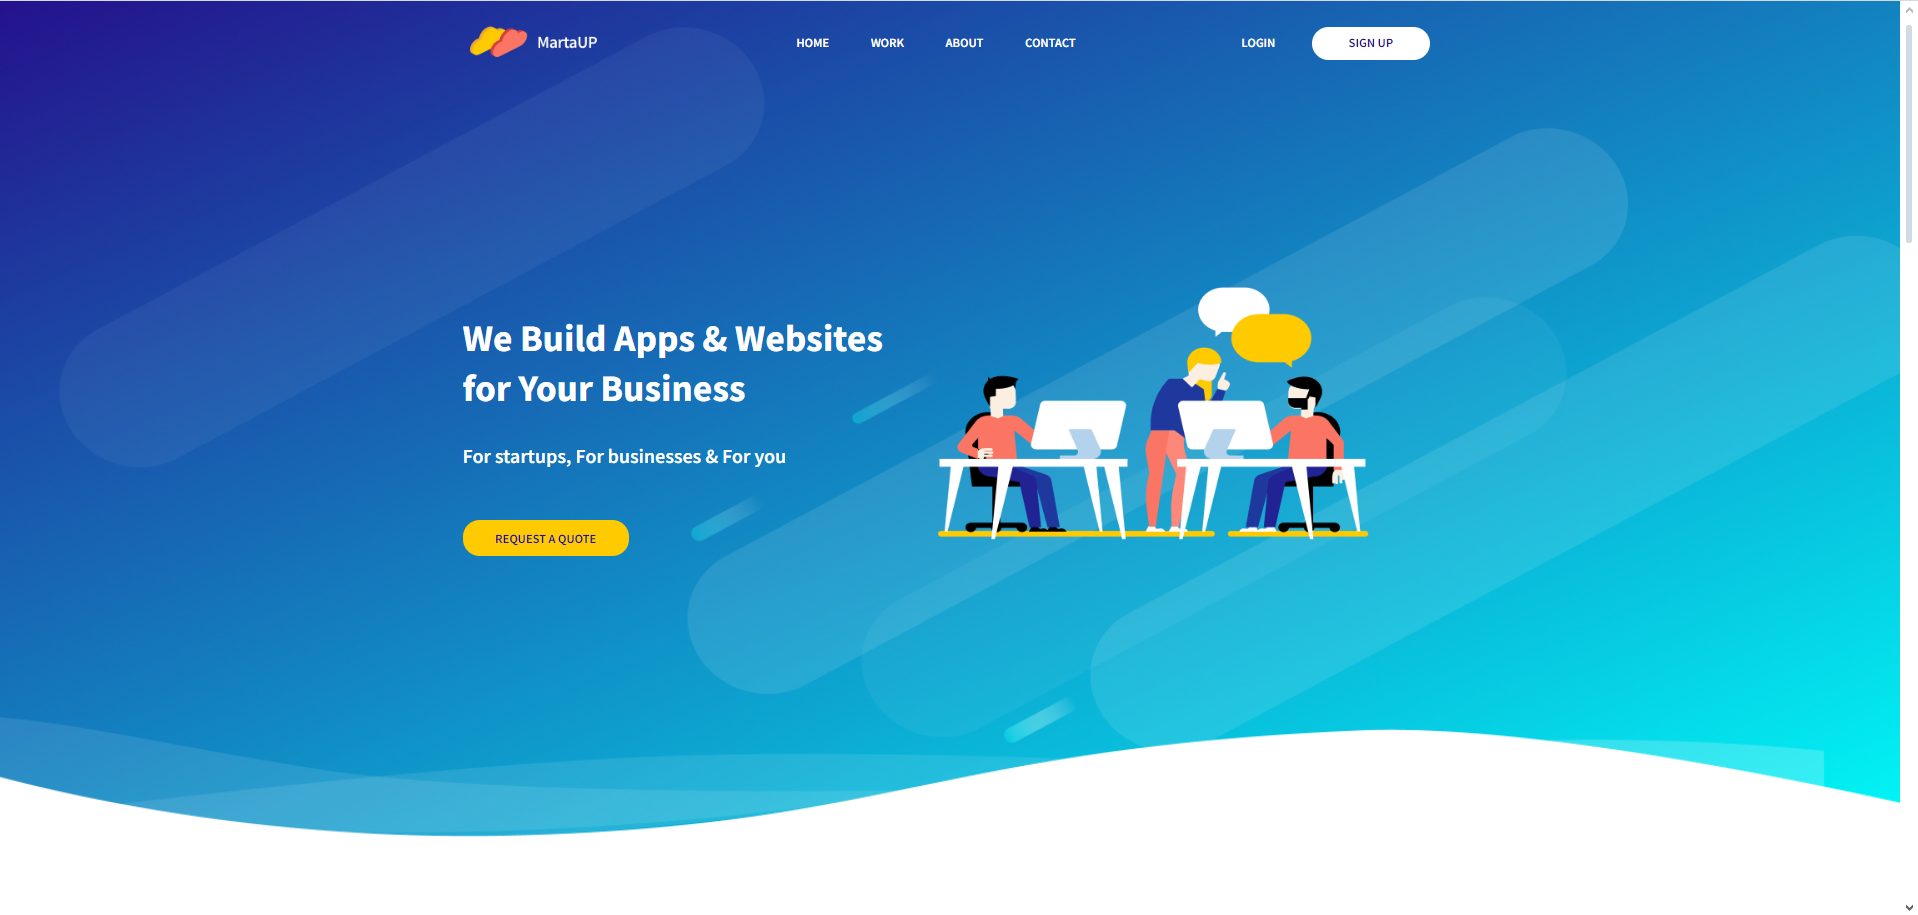 MartaUP
HOME
WORK
ABOUT
CONTACT
LOGIN
SIGN UP
We Build Apps & Websites
for Your Business
For startups, For businesses & For you
REQUEST A QUOTE